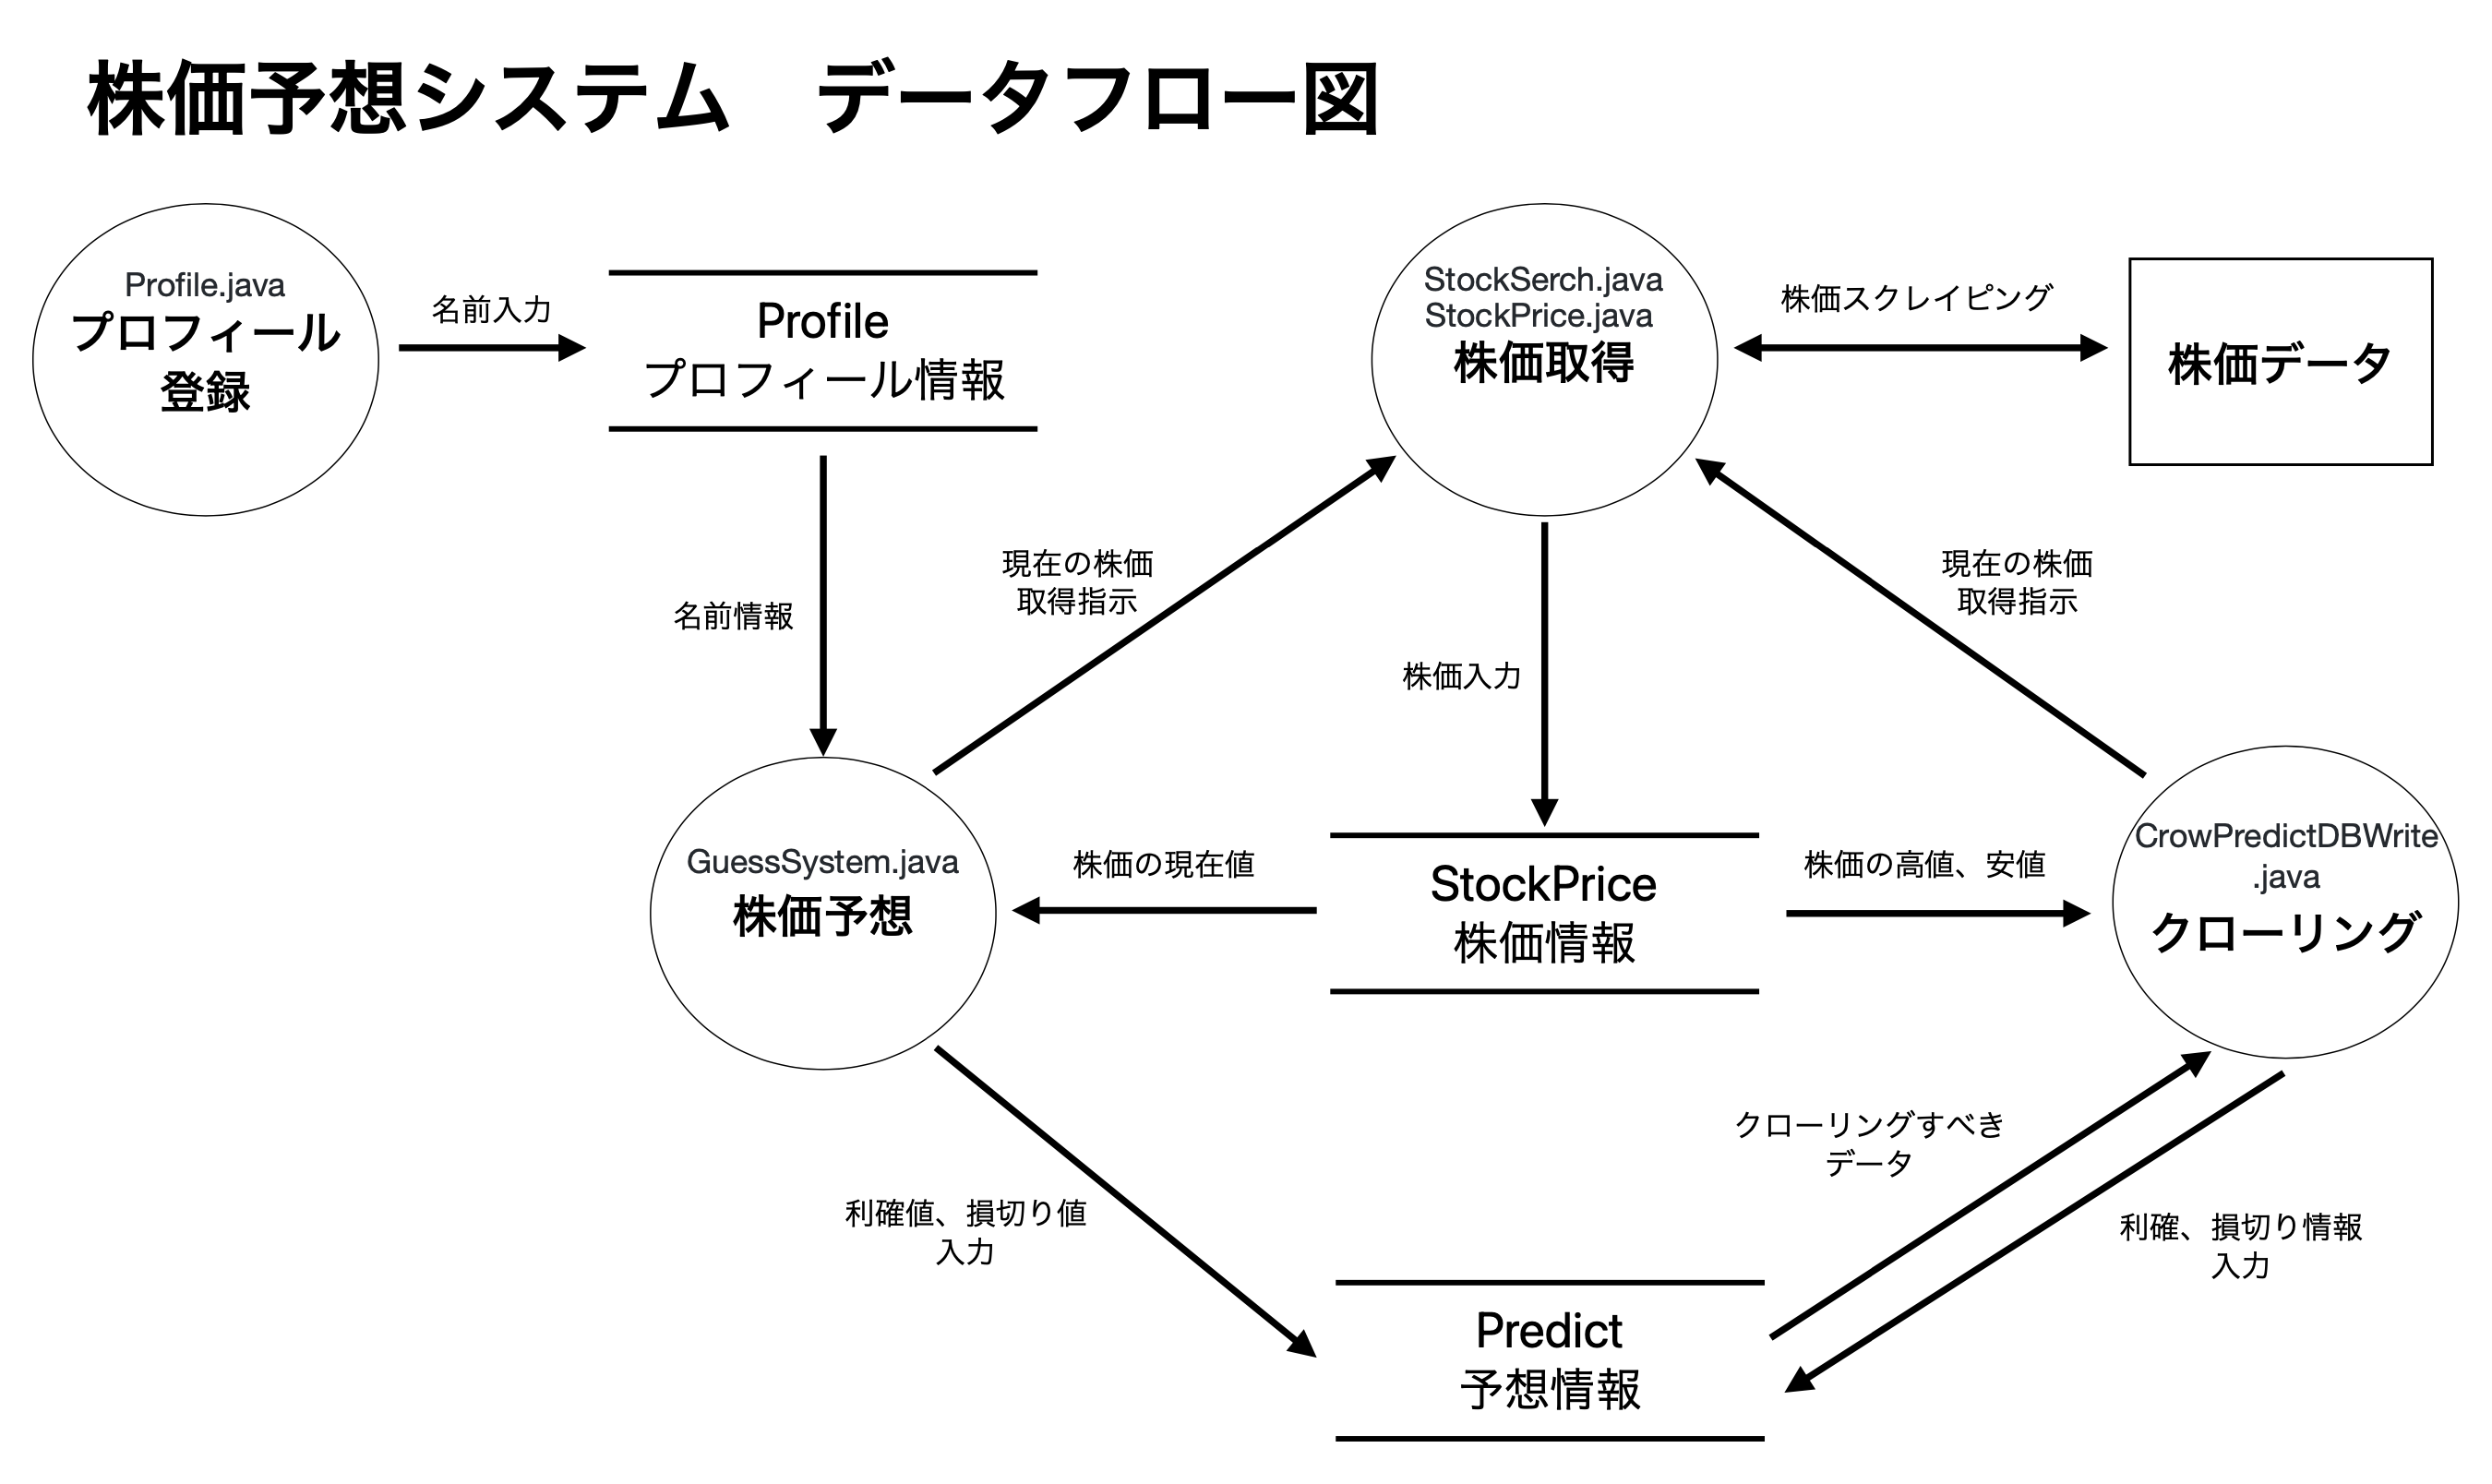 株価予想システム　データフロー図
Profile.java
プロフィール
登録
名前入力
Profile
プロフィール情報
StockSerch.java
StockPrice.java
株価取得
株価スクレイピング
株価データ
名前情報
現在の株価
取得指示
株価入力
現在の株価
取得指示
GuessSystem.java
株価予想
株価の現在値
StockPrice
株価情報
株価の高値、安値
CrowPredictDBWrite
.java
クローリング
利確値、損切り値
入力
クローリングすべき
データ
利確、損切り情報
入力
Predict
予想情報